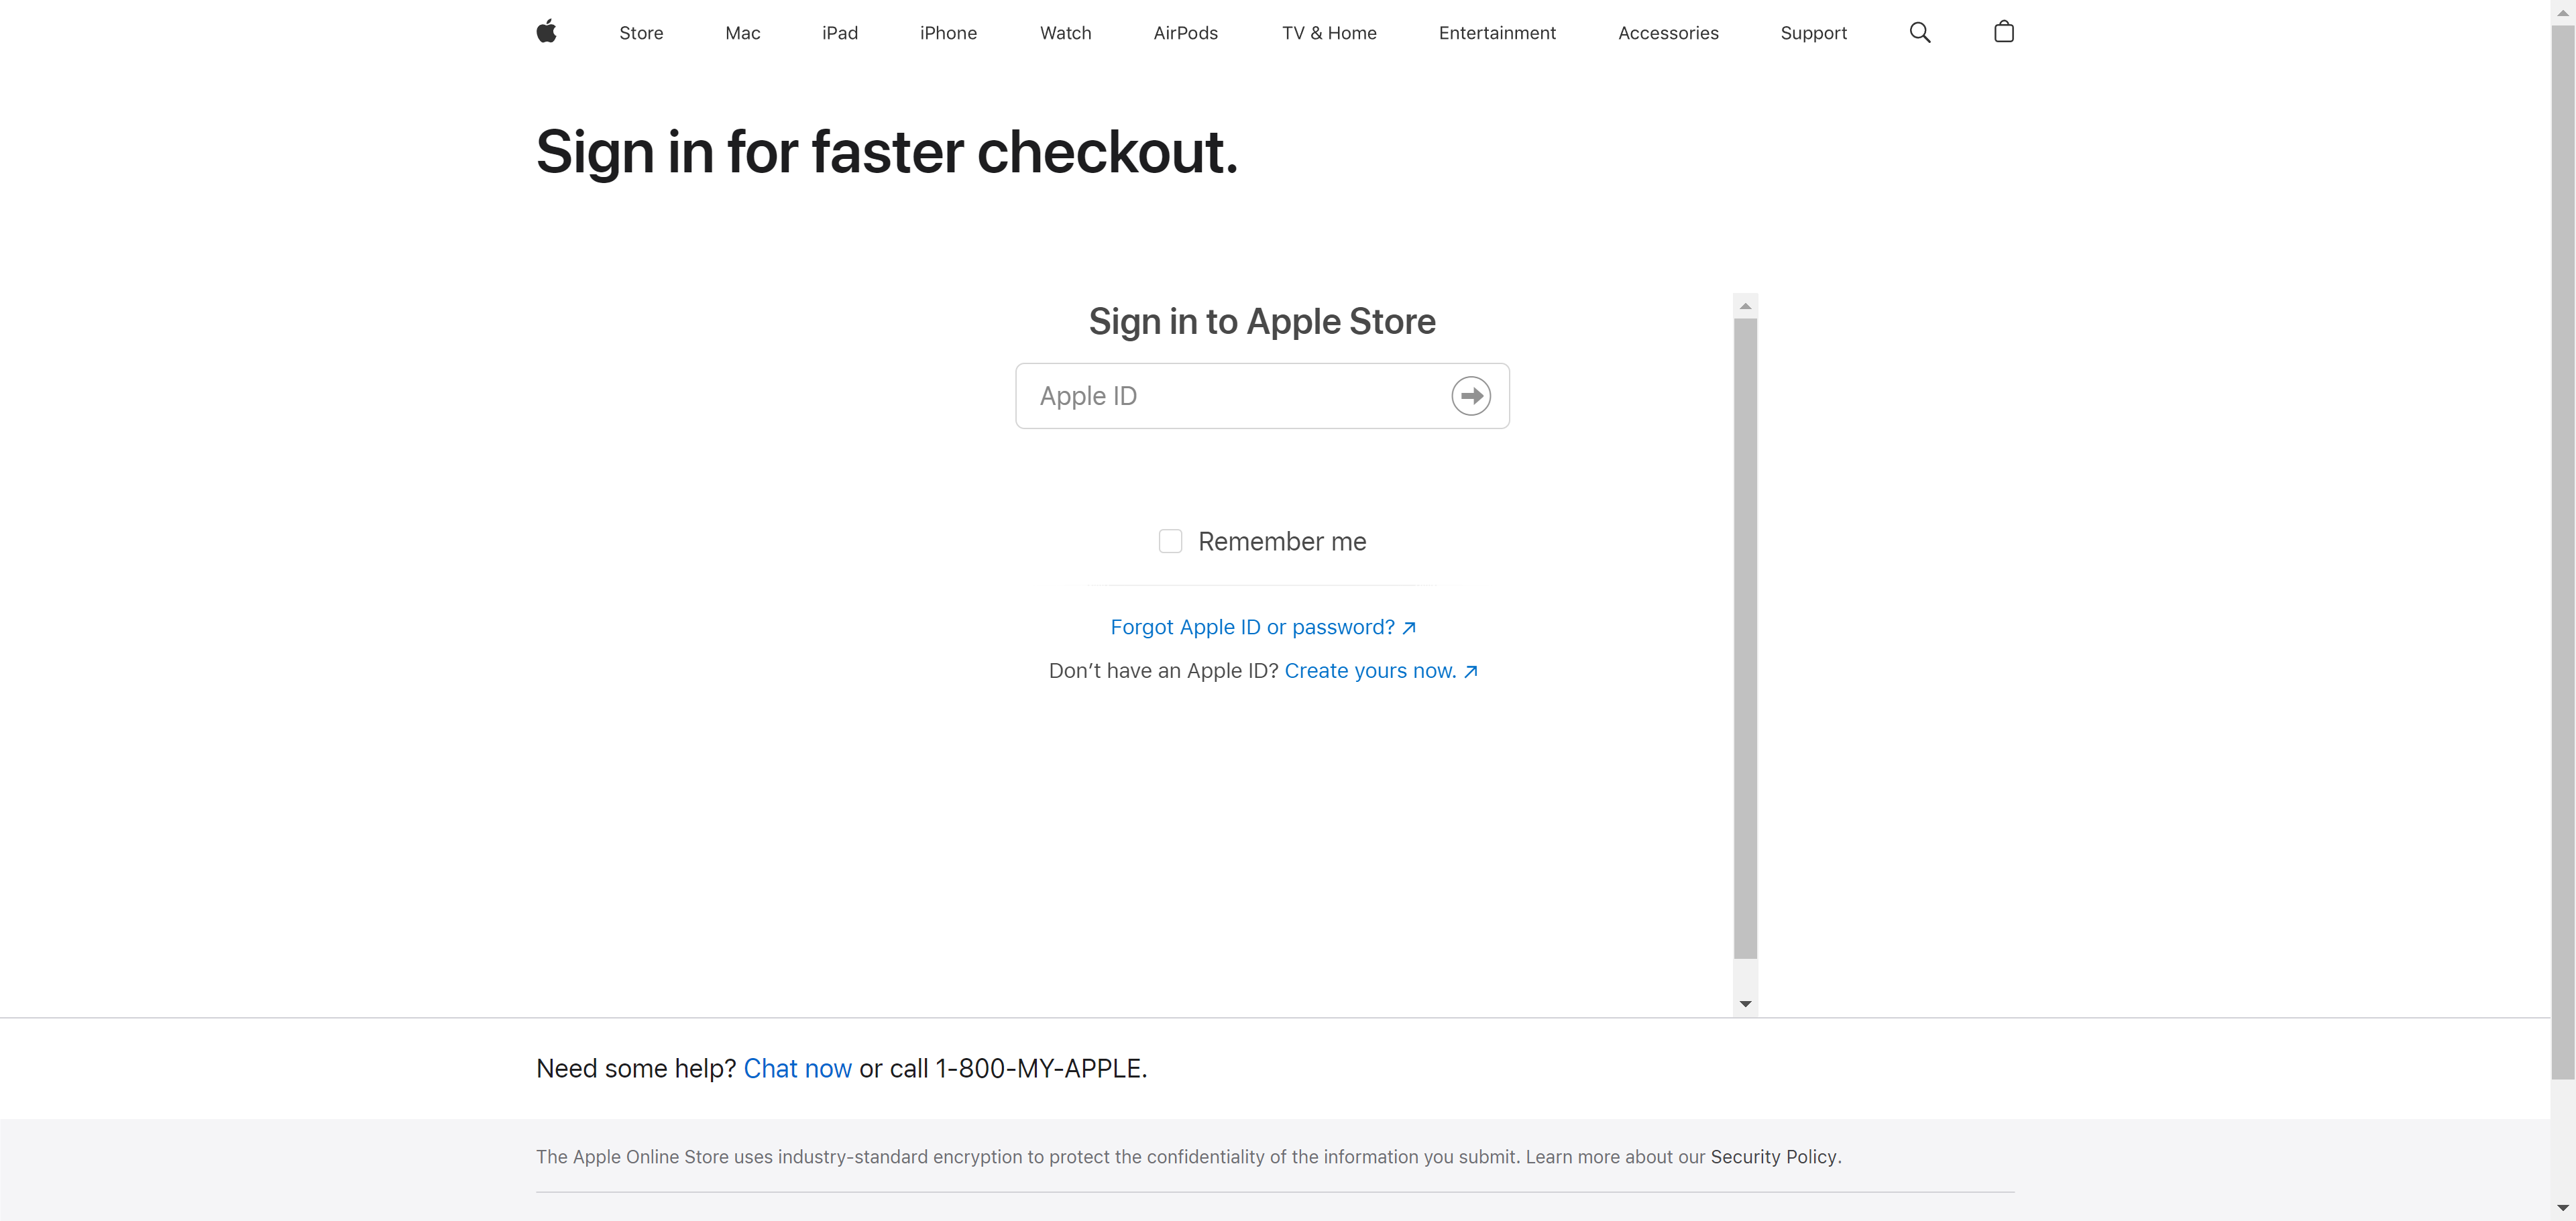 Store Mac iPad iPhone Watch AirPods TV & Home Entertainment Accessories Support
Sign in for faster checkout.
Sign in to Apple Store
Apple ID
Remember me
Forgot Apple ID or password?
Don’t have an Apple ID? Create yours now.
Need some help? Chat now or call 1-800-MY-APPLE.
The Apple Online Store uses industry-standard encryption to protect the confidentiality of the information you submit. Learn more about our Security Policy.